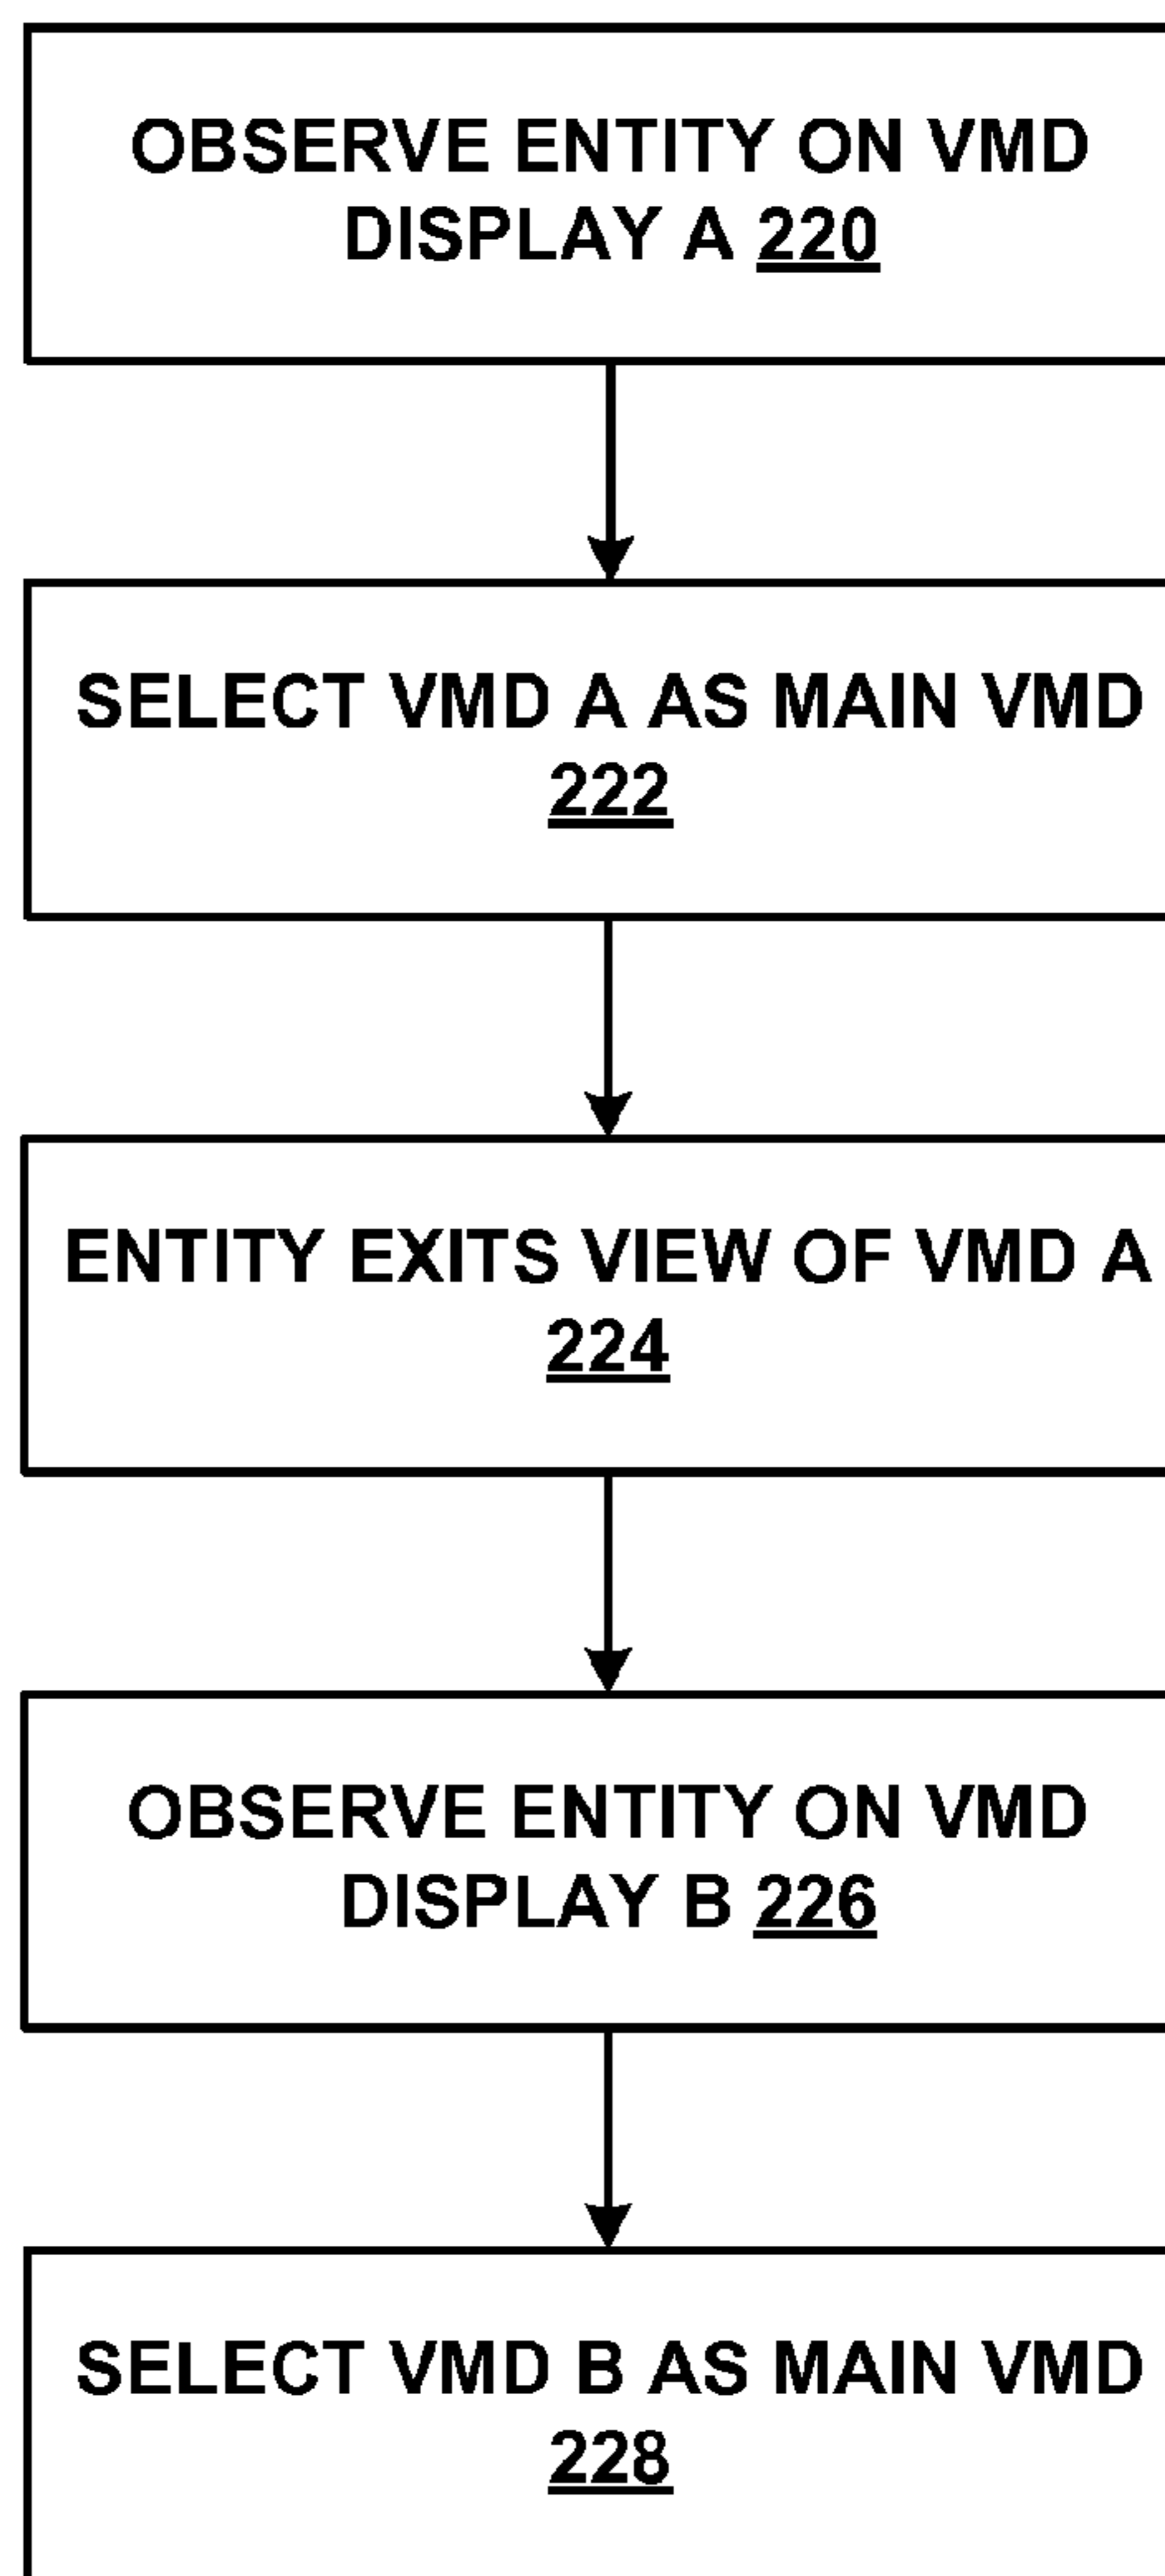 OBSERVE ENTITY ON VMD
DISPLAY A 220
SELECT VMD A AS MAIN VMD
222
ENTITY EXITS VIEW OF VMD A
224
OBSERVE ENTITY ON VMD
DISPLAY B 226
SELECT VMD B AS MAIN VMD
228